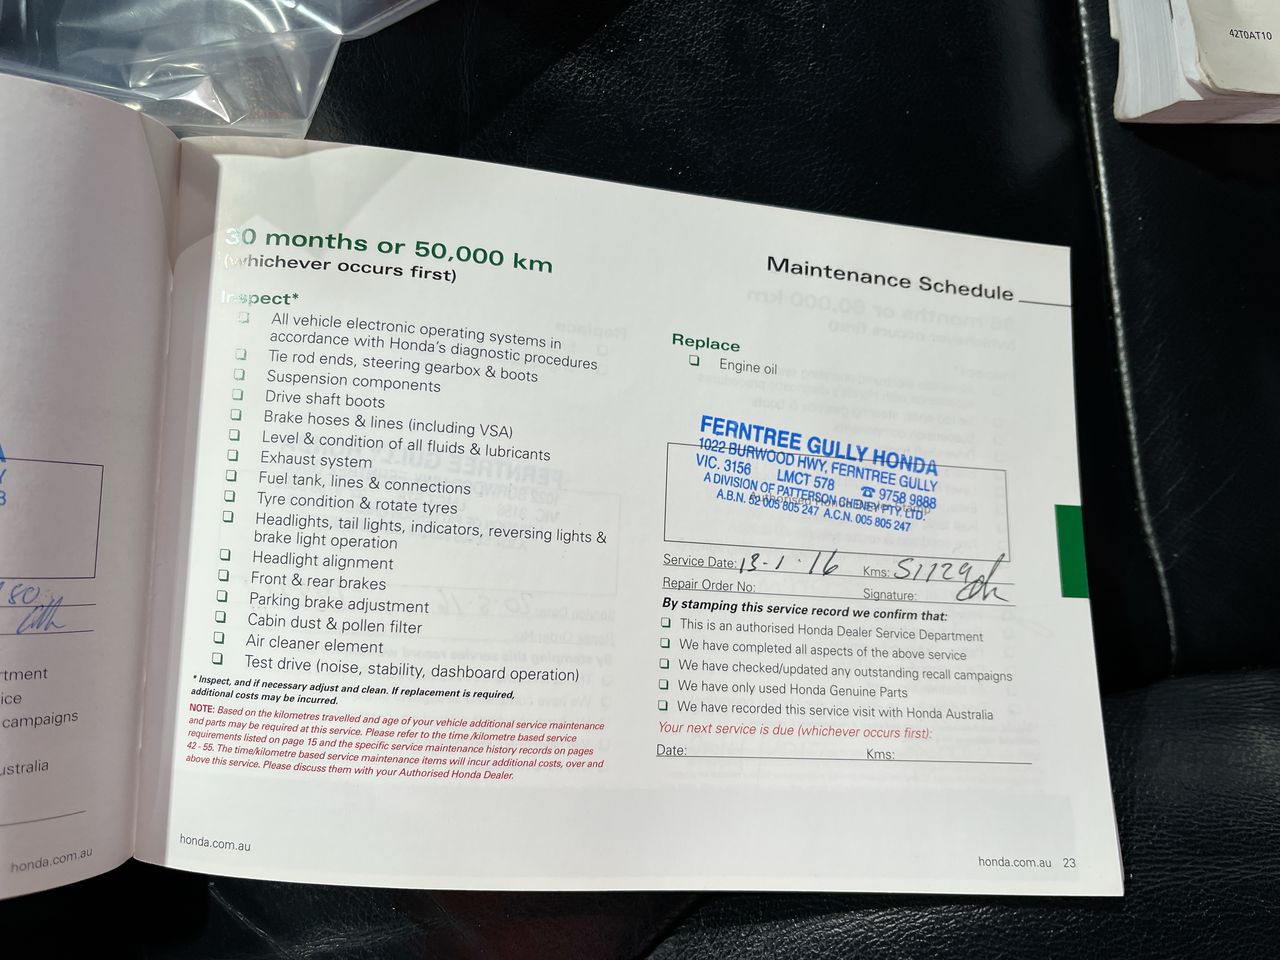 42T0AT10
30 months or 50,000 km
(whichever occurs first)
Maintenance Schedule
Inspect*
All vehicle electronic operating systems in
accordance with Honda's diagnostic procedures
Tie rod ends, steering gearbox & boots
Suspension components
Drive shaft boots
Brake hoses & lines (including VSA)
Level & condition of all fluids & lubricants
Exhaust system
Fuel tank, lines & connections
Tyre condition & rotate tyres
Headlights, tail lights, indicators, reversing lights &
brake light operation
Headlight alignment
Front & rear brakes
Parking brake adjustment
Cabin dust & pollen filter
Air cleaner element
Test drive (noise, stability, dashboard operation)
* Inspect, and if necessary adjust and clean. If replacement is required,
additional costs may be incurred.
NOTE: Based on the kilometres travelled and age of your vehicle additional service maintenance
and parts may be required at this service. Please refer to the time /kilometre based service
requirements listed on page 15 and the specific service maintenance history records on pages
42 - 55. The time/kilometre based service maintenance items will incur additional costs, over and
above this service. Please discuss them with your Authorised Honda Dealer.
honda.com.au
Replace
Engine oil
FERNTREE GULLY HONDA
1022 BURWOOD HWY, FERNTREE GULLY
VIC. 3156 LMCT 578 ☎ 9758 9888
A DIVISION OF PATTERSON CHENEY PTY. LTD.
A.B.N. 52 005 805 247 A.C.N. 005 805 247
Authorised Honda Dealer Stamp
Service Date: 13-1-16 Kms: 51129
Repair Order No: Signature:
By stamping this service record we confirm that:
This is an authorised Honda Dealer Service Department
We have completed all aspects of the above service
We have checked/updated any outstanding recall campaigns
We have only used Honda Genuine Parts
We have recorded this service visit with Honda Australia
Your next service is due (whichever occurs first):
Date: Kms:
honda.com.au 23
A
Y
8
80
rtment
ice
campaigns
ustralia
honda.com.au